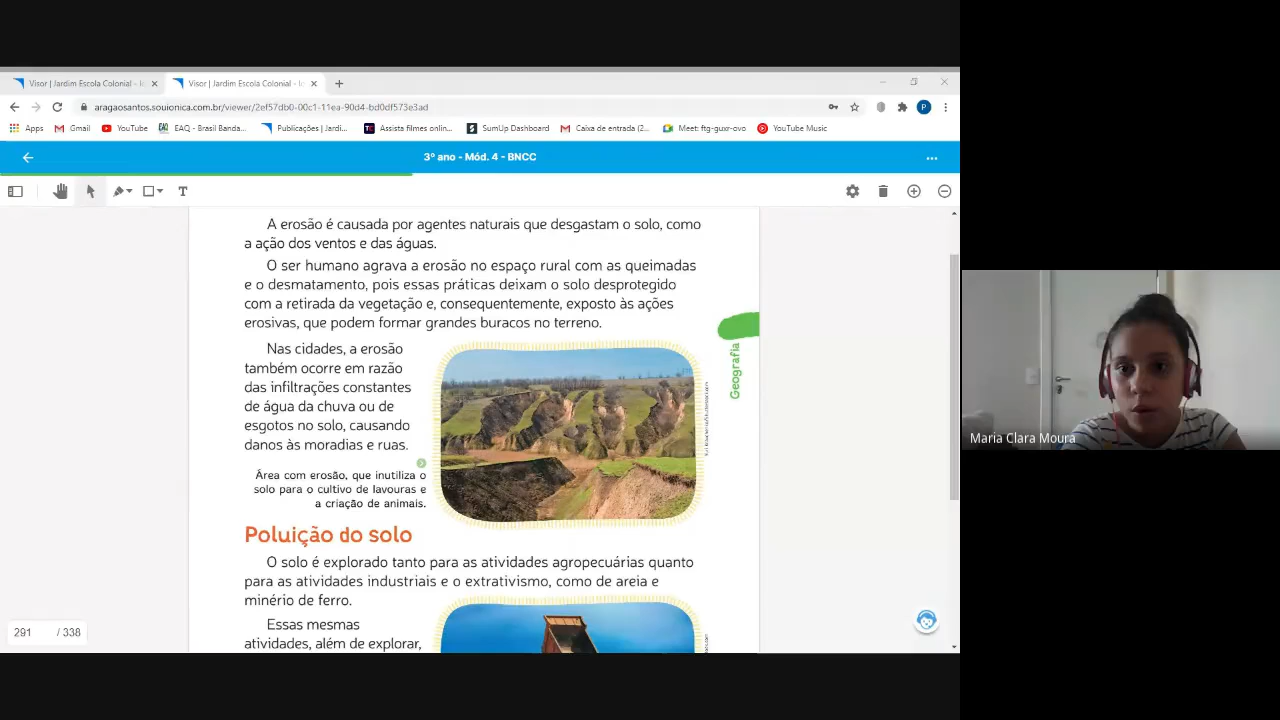 Visor | Jardim Escola Colonial - Io
Visor | Jardim Escola Colonial - Io
aragaosantos.souionica.com.br/viewer/2ef57db0-00c1-11ea-90d4-bd0df573e3ad
P
Apps
Gmail
YouTube
EAQ - Brasil Banda...
Publicações | Jardi...
Assista filmes onlin...
SumUp Dashboard
Caixa de entrada (2...
Meet: ftg-guxr-ovo
YouTube Music
3º ano - Mód. 4 - BNCC
T
A erosão é causada por agentes naturais que desgastam o solo, como
a ação dos ventos e das águas.
O ser humano agrava a erosão no espaço rural com as queimadas
e o desmatamento, pois essas práticas deixam o solo desprotegido
com a retirada da vegetação e, consequentemente, exposto às ações
erosivas, que podem formar grandes buracos no terreno.
Nas cidades, a erosão
também ocorre em razão
das infiltrações constantes
de água da chuva ou de
esgotos no solo, causando
danos às moradias e ruas.
Área com erosão, que inutiliza o
solo para o cultivo de lavouras e
a criação de animais.
Geografia
Poluição do solo
O solo é explorado tanto para as atividades agropecuárias quanto
para as atividades industriais e o extrativismo, como de areia e
minério de ferro.
Essas mesmas
atividades, além de explorar,
291 / 338
Maria Clara Moura